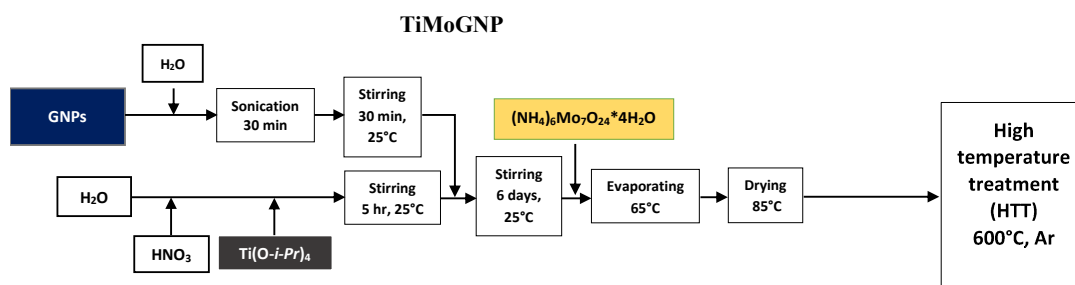 TiMoGNP
H₂O
GNPs
Sonication
30 min
Stirring
30 min,
25°C
(NH₄)₆Mo₇O₂₄*4H₂O
H₂O
Stirring
5 hr, 25°C
Stirring
6 days,
25°C
Evaporating
65°C
Drying
85°C
High
temperature
treatment
(HTT)
600°C, Ar
HNO₃
Ti(O-i-Pr)₄